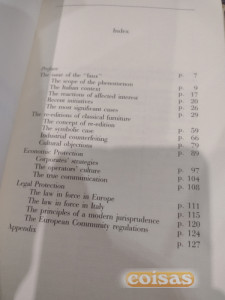 Index
Preface
The case of the "fact" p. 7
The scope of the phenomenon
The Italian context p. 9
The reactions of affected interest p. 17
Recent initiatives p. 20
The most significant cases p. 26
The re-editions of classical furniture p. 29
The concept of re-edition
The symbolic case p. 59
Industrial counterfeiting p. 66
Cultural objections p. 79
Economic Protection p. 89
Corporates' strategies
The operators' culture p. 97
The true communication p. 104
Legal Protection p. 108
The law in force in Europe
The law in force in Italy p. 111
The principles of a modern jurisprudence p. 115
The European Community regulations p. 120
p. 124
Appendix p. 127
coisas